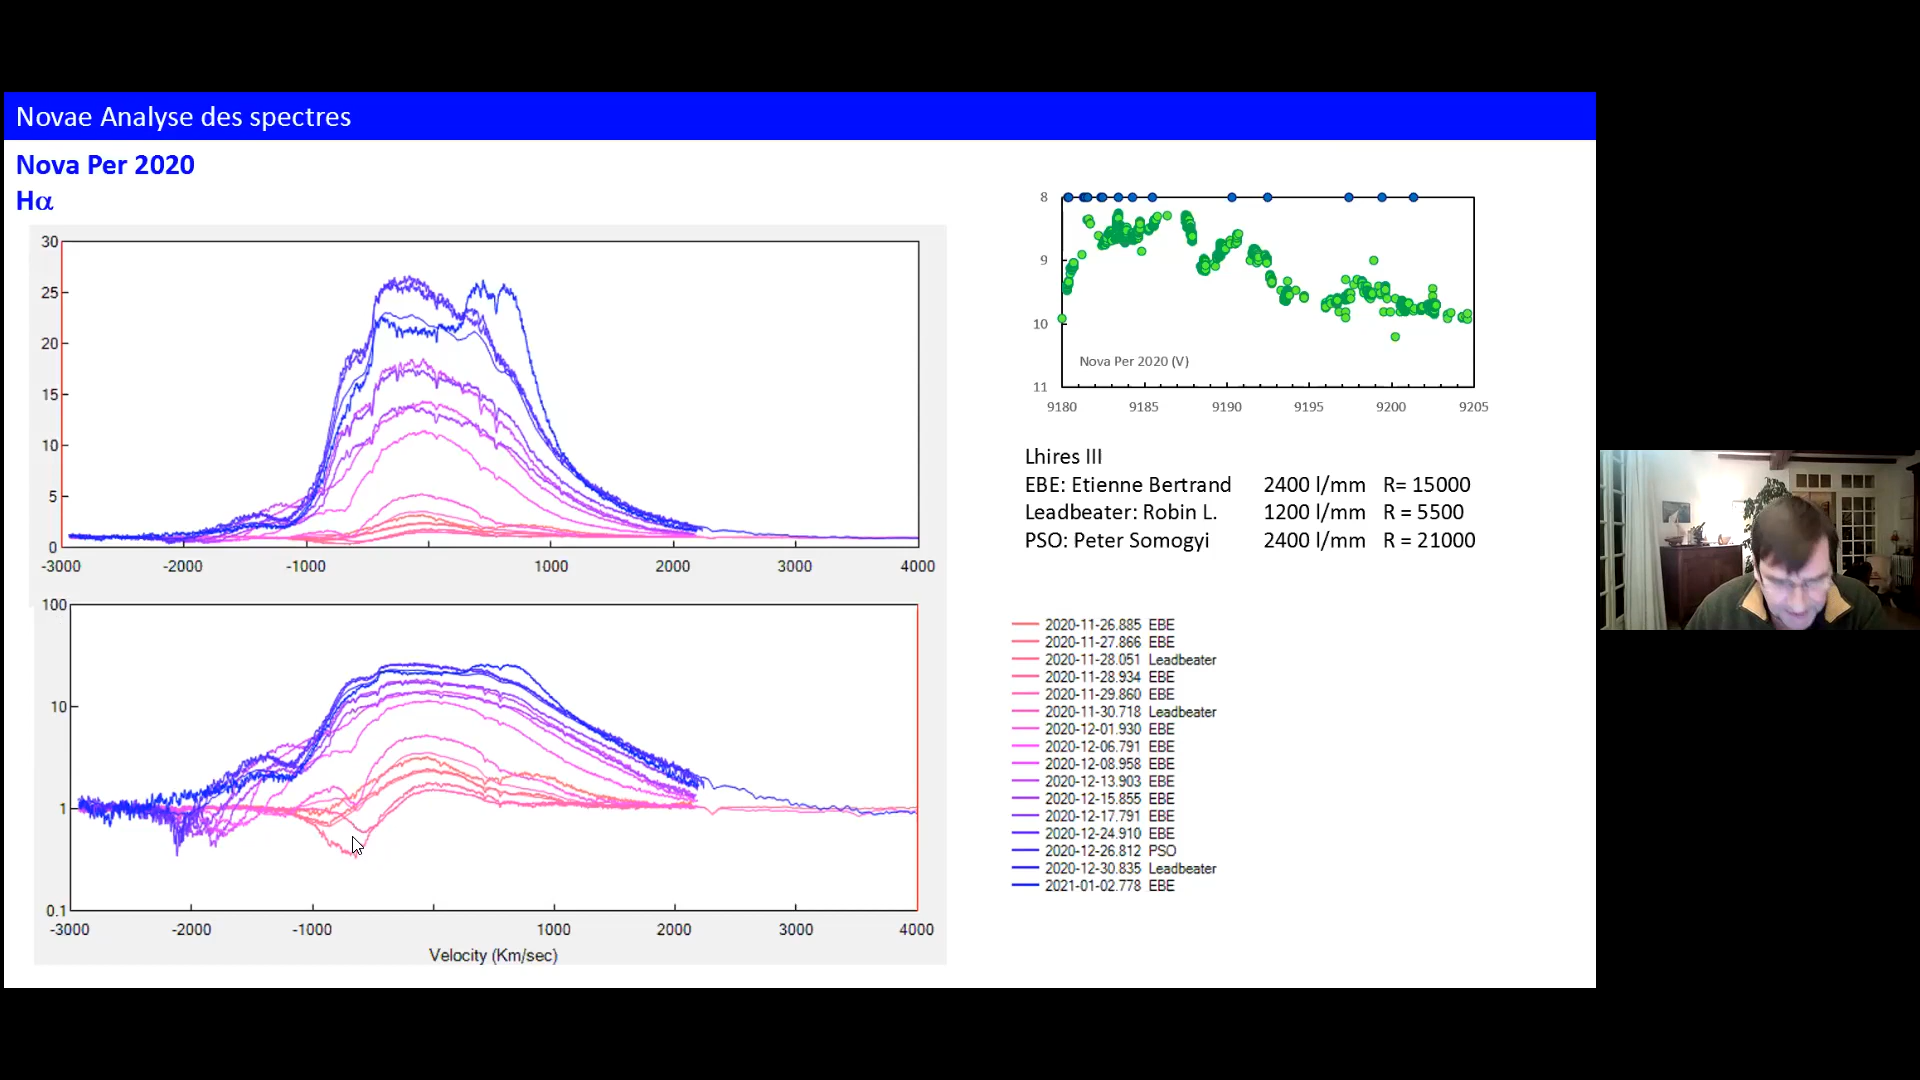 Novae Analyse des spectres
Nova Per 2020
Hα
30
25
20
15
10
5
0
-3000 -2000 -1000 1000 2000 3000 4000
100
10
1
0.1
-3000 -2000 -1000 1000 2000 3000 4000
Velocity (Km/sec)
8
9
10
11
Nova Per 2020 (V)
9180 9185 9190 9195 9200 9205
Lhires III
EBE: Etienne Bertrand 2400 l/mm R= 15000
Leadbeater: Robin L. 1200 l/mm R = 5500
PSO: Peter Somogyi 2400 l/mm R = 21000
2020-11-26.885 EBE
2020-11-27.866 EBE
2020-11-28.051 Leadbeater
2020-11-28.934 EBE
2020-11-29.860 EBE
2020-11-30.718 Leadbeater
2020-12-01.930 EBE
2020-12-06.791 EBE
2020-12-08.958 EBE
2020-12-13.903 EBE
2020-12-15.855 EBE
2020-12-17.791 EBE
2020-12-24.910 EBE
2020-12-26.812 PSO
2020-12-30.835 Leadbeater
2021-01-02.778 EBE